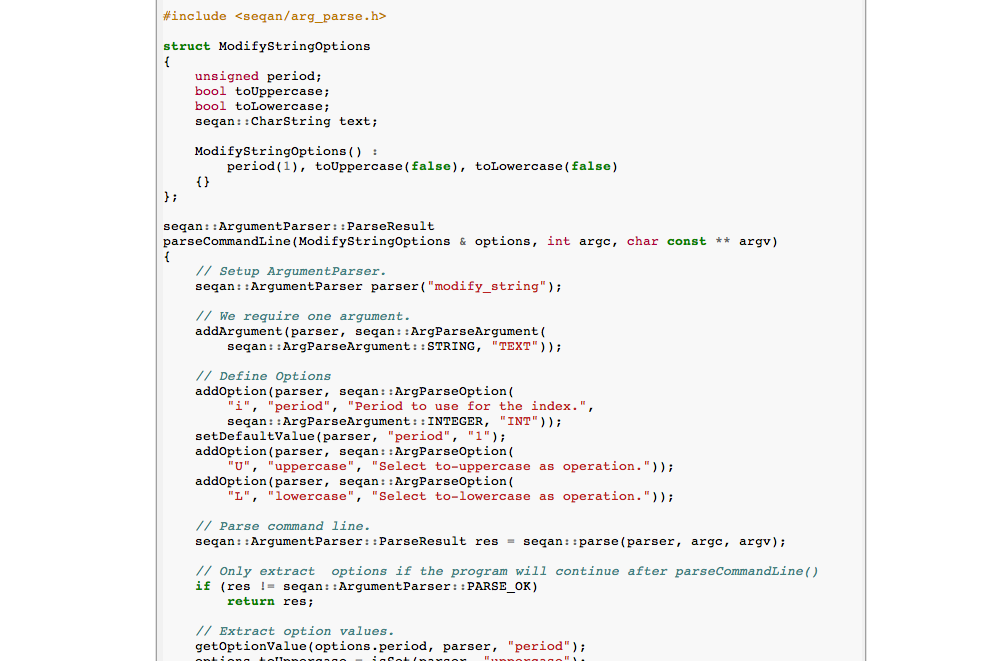 #include <seqan/arg_parse.h>
struct ModifyStringOptions
{
unsigned period;
bool toUppercase;
bool toLowercase;
seqan::CharString text;
ModifyStringOptions() :
period(1), toUppercase(false), toLowercase(false)
{}
};
seqan::ArgumentParser::ParseResult
parseCommandLine(ModifyStringOptions & options, int argc, char const ** argv)
{
// Setup ArgumentParser.
seqan::ArgumentParser parser("modify_string");
// We require one argument.
addArgument(parser, seqan::ArgParseArgument(
seqan::ArgParseArgument::STRING, "TEXT"));
// Define Options
addOption(parser, seqan::ArgParseOption(
"i", "period", "Period to use for the index.",
seqan::ArgParseArgument::INTEGER, "INT"));
setDefaultValue(parser, "period", "1");
addOption(parser, seqan::ArgParseOption(
"U", "uppercase", "Select to-uppercase as operation."));
addOption(parser, seqan::ArgParseOption(
"L", "lowercase", "Select to-lowercase as operation."));
// Parse command line.
seqan::ArgumentParser::ParseResult res = seqan::parse(parser, argc, argv);
// Only extract  options if the program will continue after parseCommandLine()
if (res != seqan::ArgumentParser::PARSE_OK)
return res;
// Extract option values.
getOptionValue(options.period, parser, "period");
options.toUppercase = isSet(parser, "uppercase");